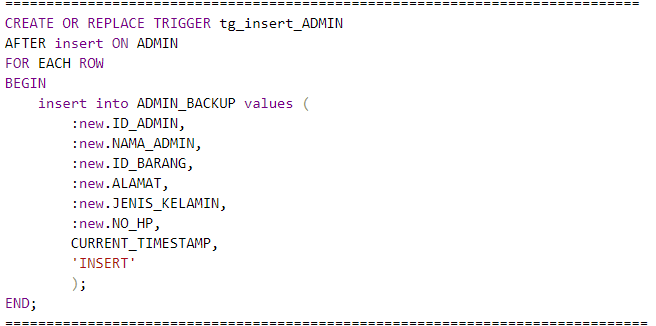 ==============================================================================
CREATE OR REPLACE TRIGGER tg_insert_ADMIN
AFTER insert ON ADMIN
FOR EACH ROW
BEGIN
    insert into ADMIN_BACKUP values (
        :new.ID_ADMIN,
        :new.NAMA_ADMIN,
        :new.ID_BARANG,
        :new.ALAMAT,
        :new.JENIS_KELAMIN,
        :new.NO_HP,
        CURRENT_TIMESTAMP,
        'INSERT'
        );
END;
===============================================================================